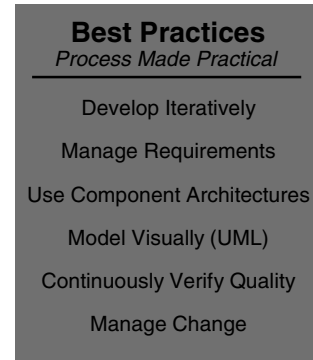 Best Practices
Process Made Practical
Develop Iteratively
Manage Requirements
Use Component Architectures
Model Visually (UML)
Continuously Verify Quality
Manage Change